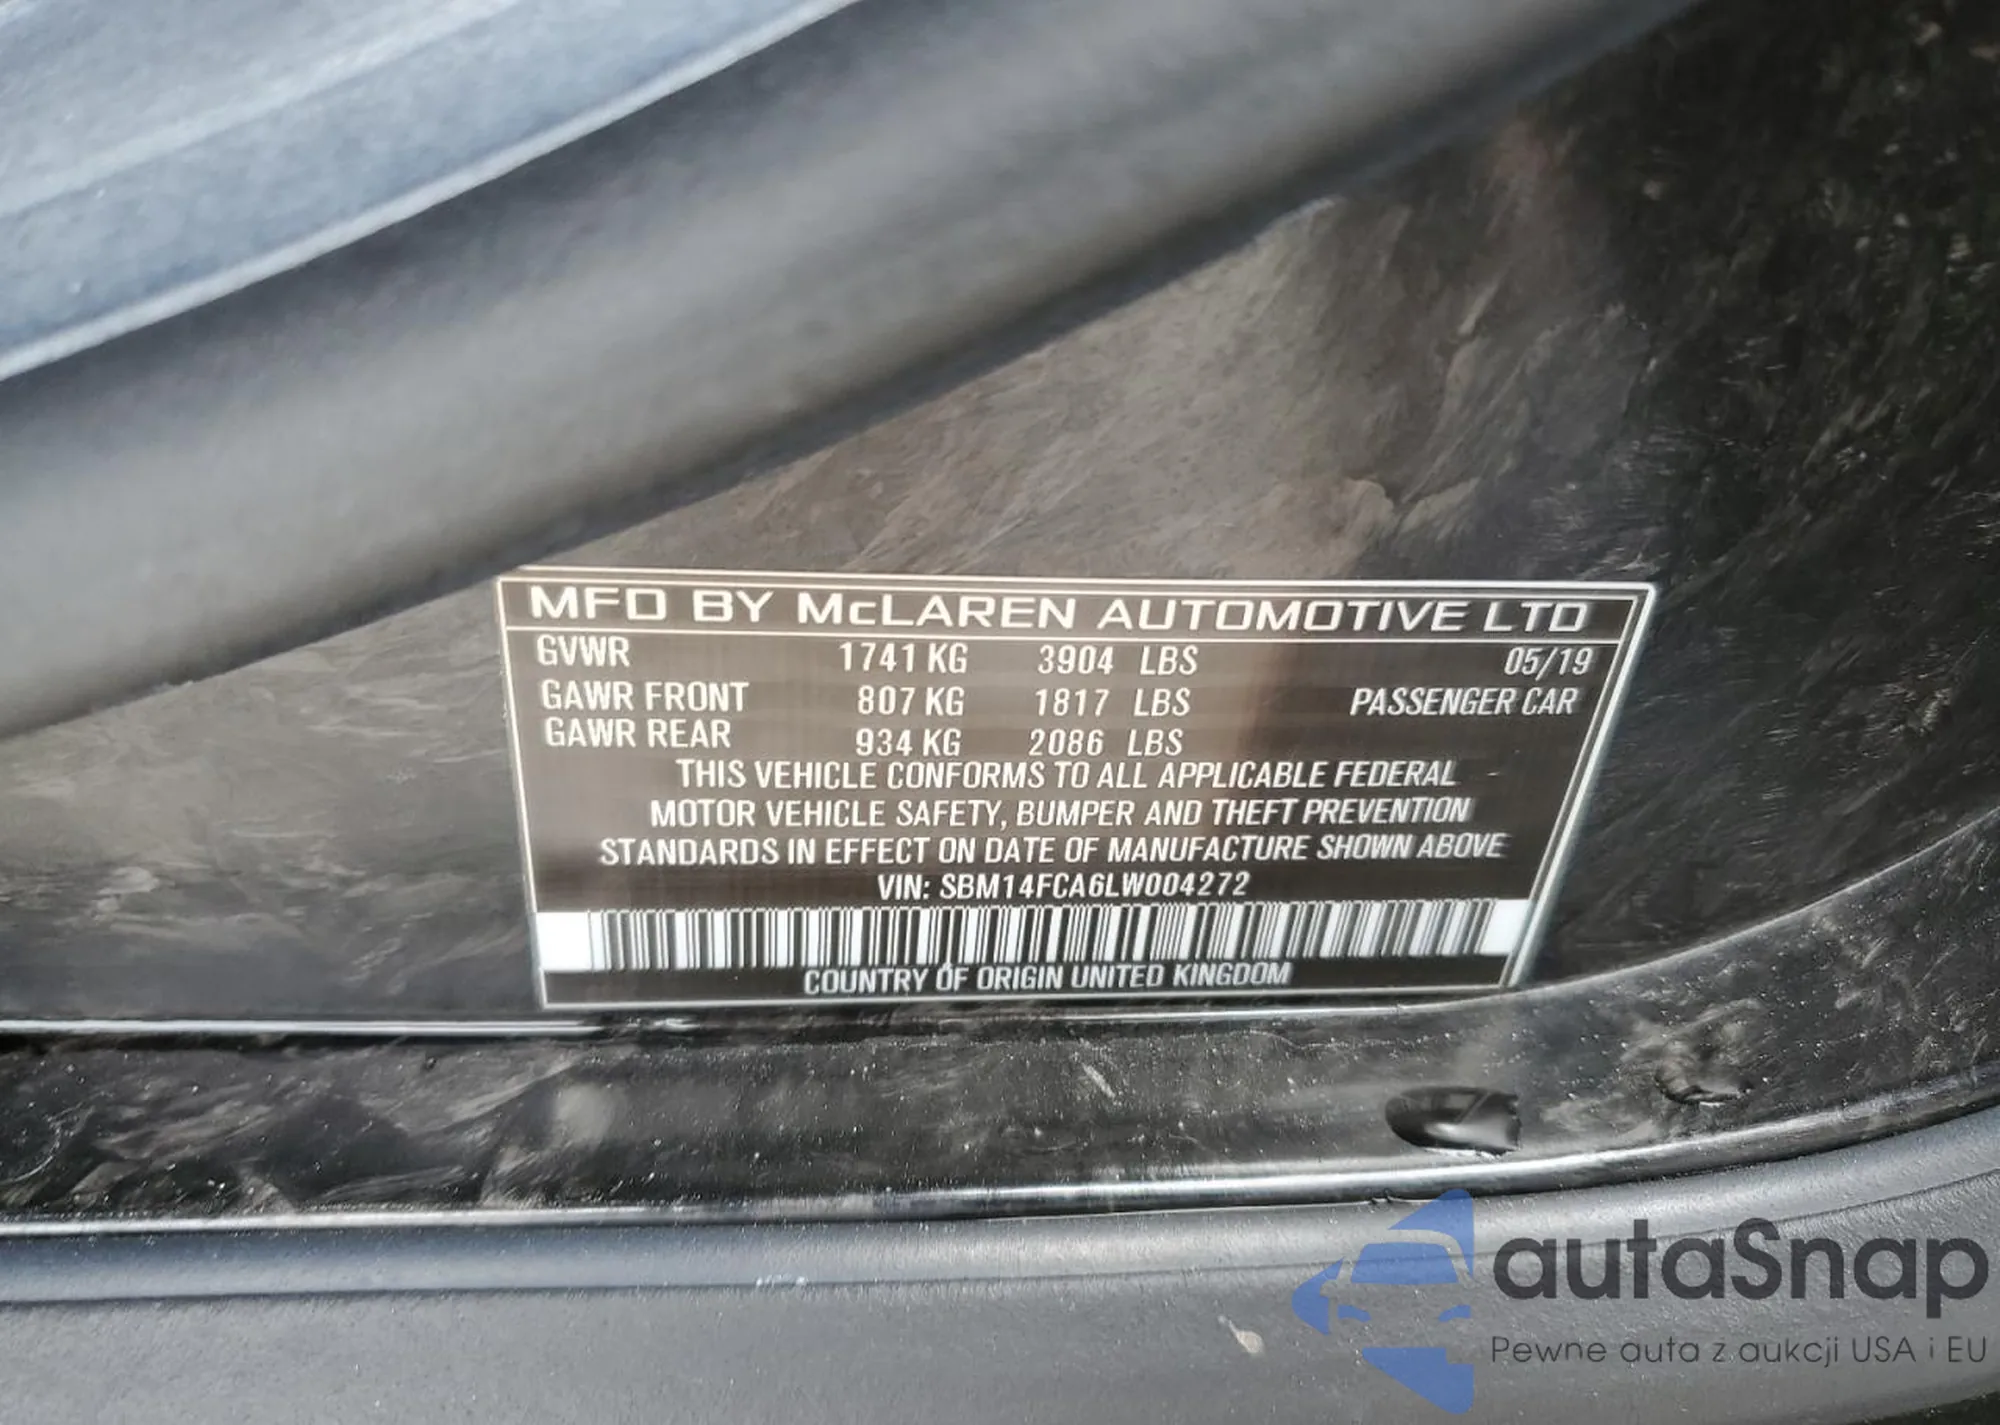 MFD BY McLAREN AUTOMOTIVE LTD
GVWR 1741 KG 3904 LBS 05/19
GAWR FRONT 807 KG 1817 LBS PASSENGER CAR
GAWR REAR 934 KG 2086 LBS
THIS VEHICLE CONFORMS TO ALL APPLICABLE FEDERAL
MOTOR VEHICLE SAFETY, BUMPER AND THEFT PREVENTION
STANDARDS IN EFFECT ON DATE OF MANUFACTURE SHOWN ABOVE
VIN: SBM14FCA6LW004272
COUNTRY OF ORIGIN UNITED KINGDOM
autaSnap
Pewne auta z aukcji USA i EU